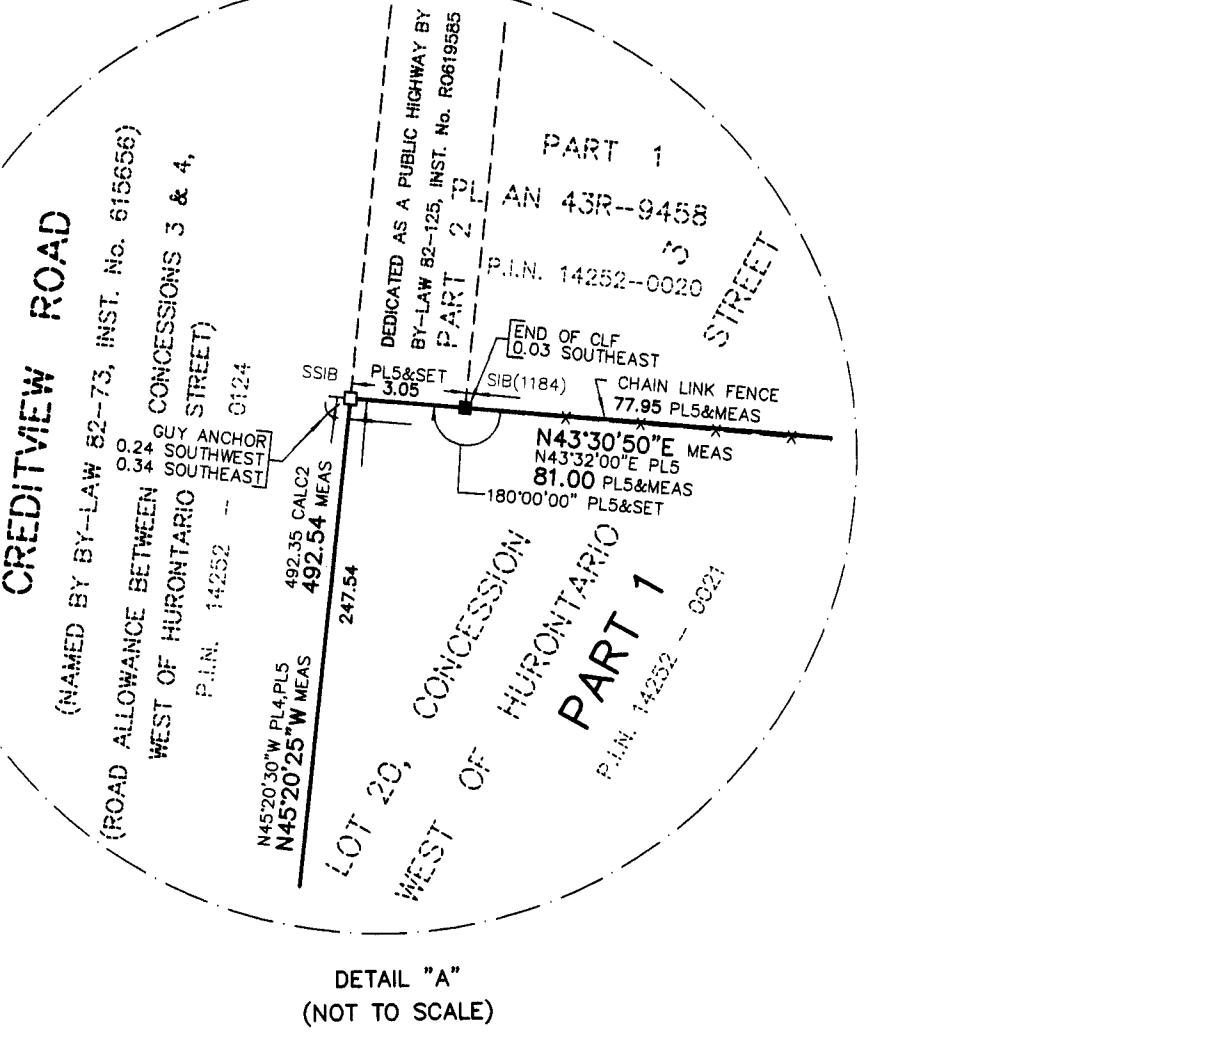 CREDITVIEW ROAD
(NAMED BY BY-LAW 82-73, INST. No. 615656)
(ROAD ALLOWANCE BETWEEN CONCESSIONS 3 & 4,
WEST OF HURONTARIO STREET)
P.I.N. 14252 -- 0124
DEDICATED AS A PUBLIC HIGHWAY BY
BY-LAW 82-125, INST. No. RO619585
PART 2
PART 1
PLAN 43R--9458
P.I.N. 14252--0020
3
STREET
END OF CLF
0.03 SOUTHEAST
SSIB
PL5&SET
3.05
SIB(1184)
CHAIN LINK FENCE
77.95 PL5&MEAS
GUY ANCHOR
0.24 SOUTHWEST
0.34 SOUTHEAST
N43°30'50"E MEAS
N43°32'00"E PL5
81.00 PL5&MEAS
180°00'00" PL5&SET
492.35 CALC2
492.54 MEAS
247.54
N45°20'30"W PL4,PL5
N45°20'25"W MEAS
LOT 20, CONCESSION
WEST OF HURONTARIO
PART 1
P.I.N. 14252 -- 0021
DETAIL "A"
(NOT TO SCALE)